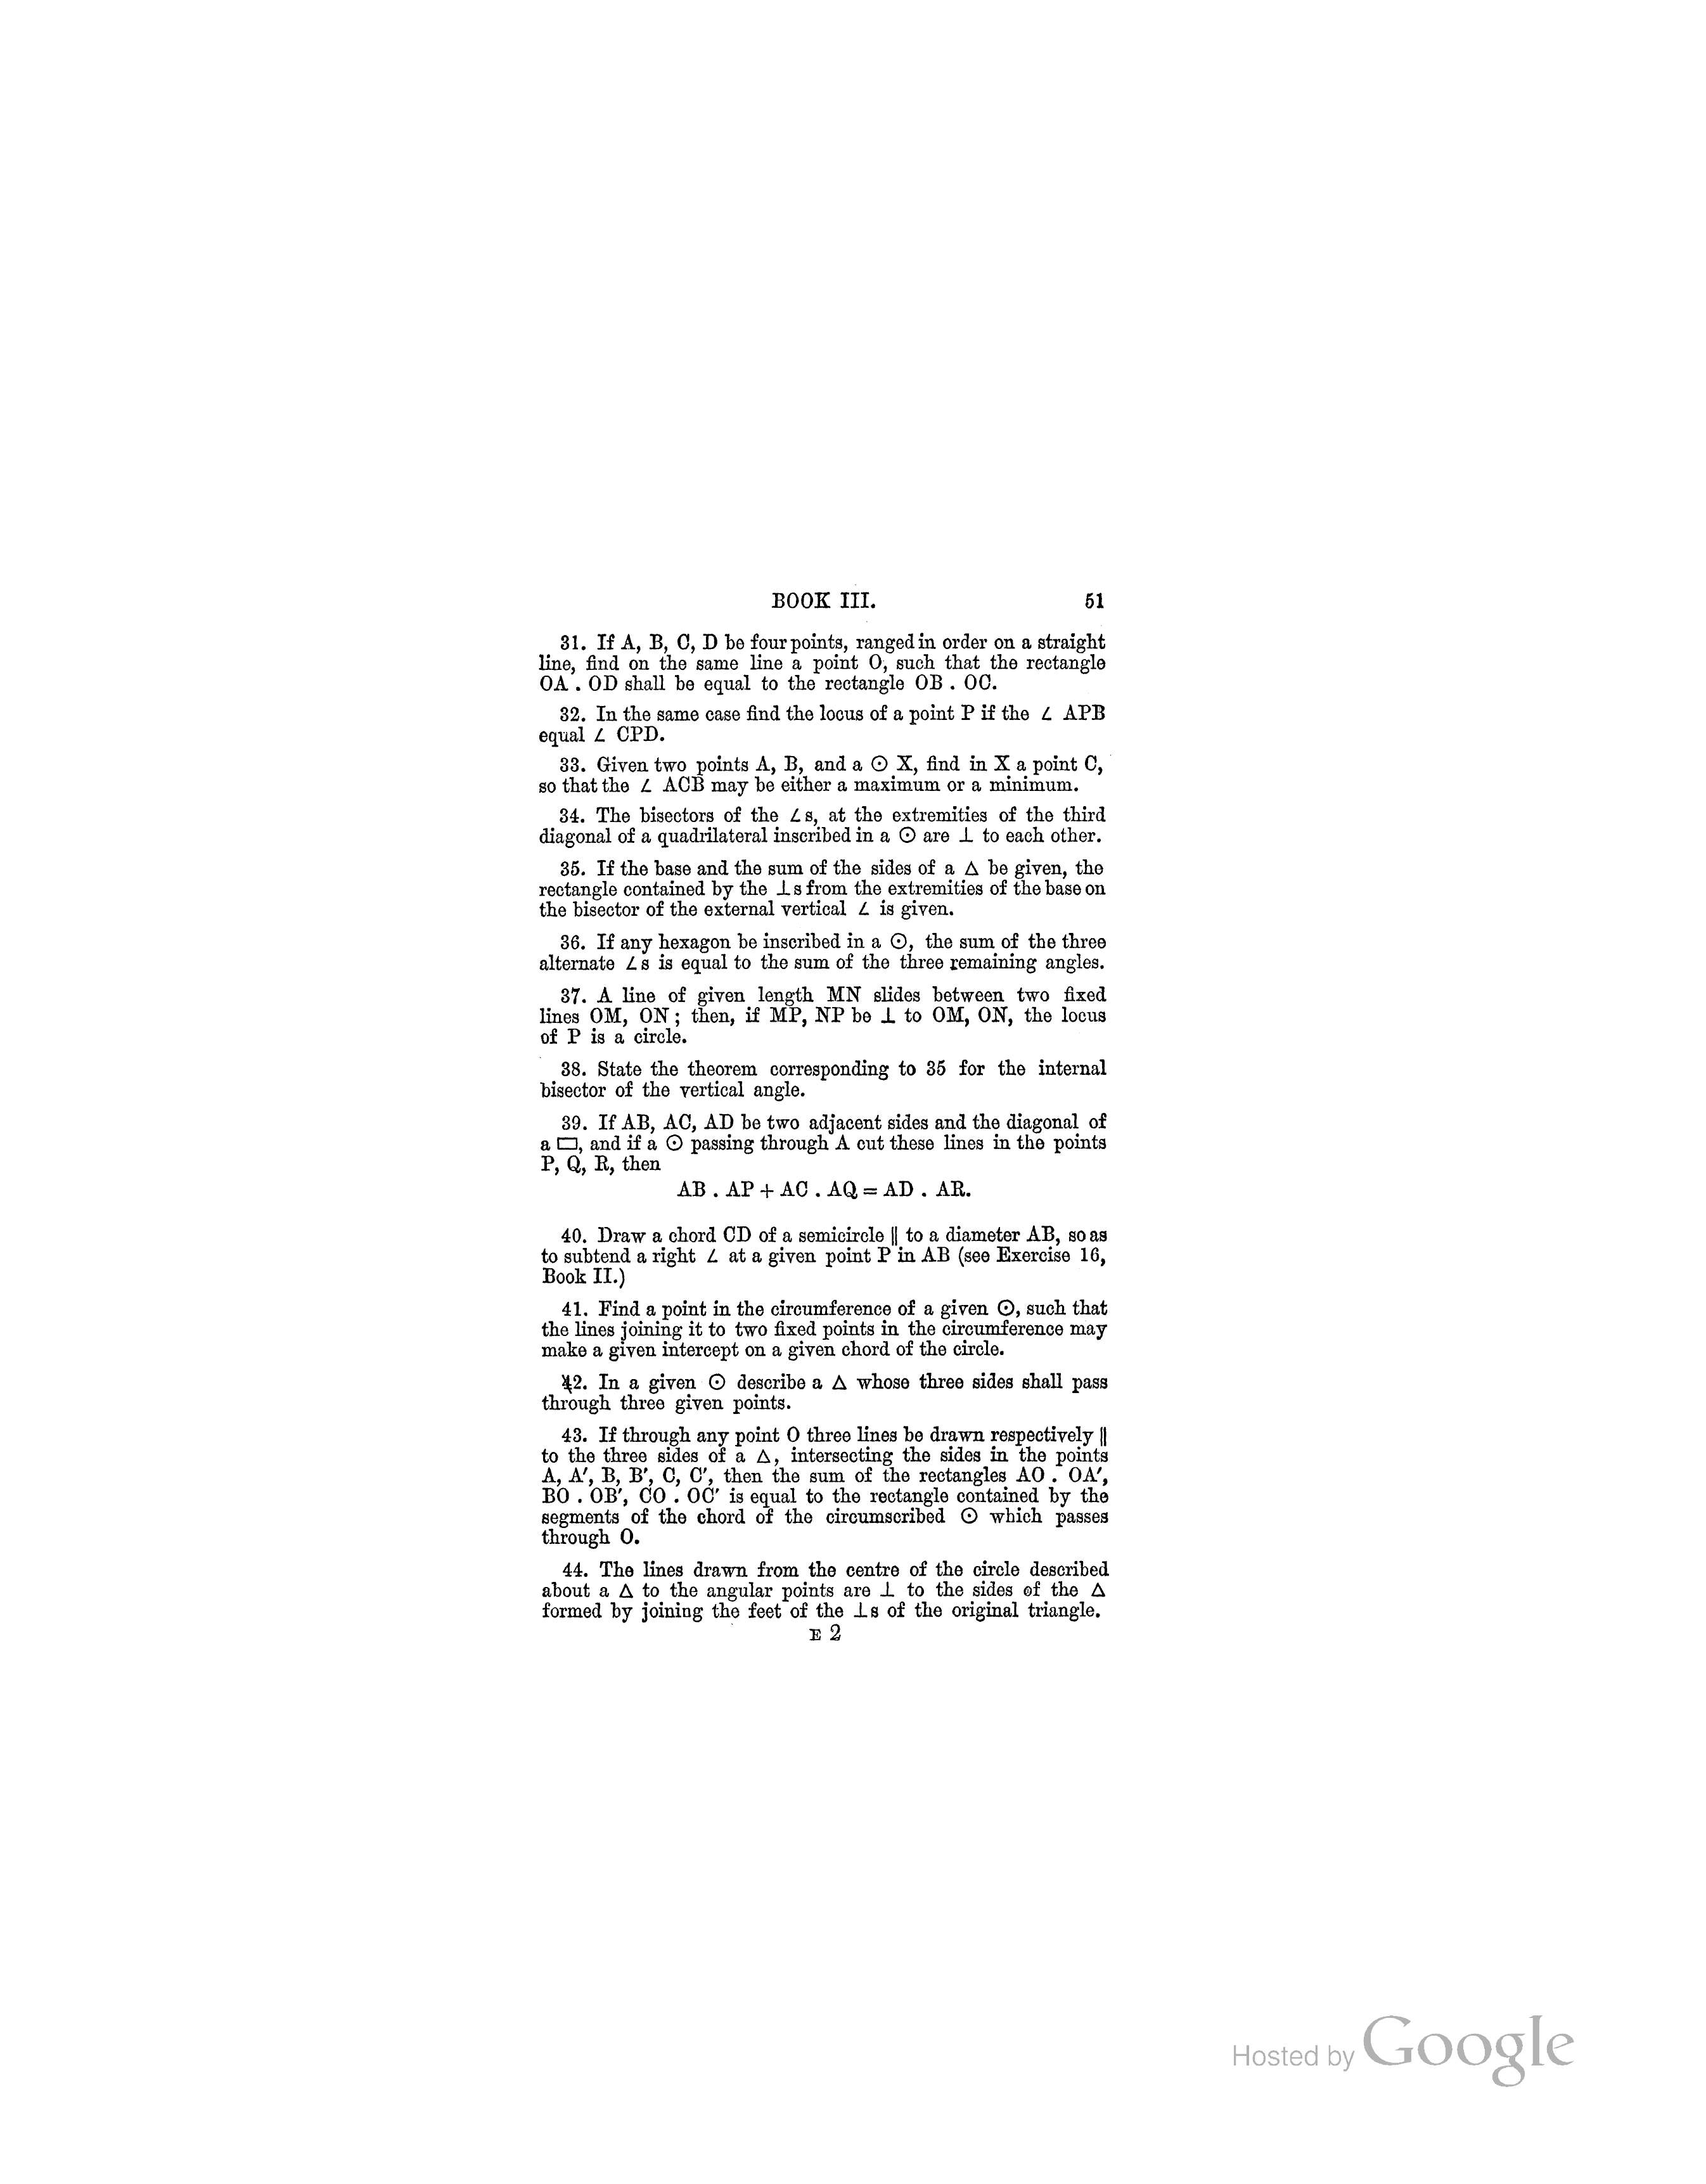 BOOK III. 51
31. If A, B, C, D be four points, ranged in order on a straight
line, find on the same line a point O, such that the rectangle
OA . OD shall be equal to the rectangle OB . OC.
32. In the same case find the locus of a point P if the ∠ APB
equal ∠ CPD.
33. Given two points A, B, and a ⊙ X, find in X a point C,
so that the ∠ ACB may be either a maximum or a minimum.
34. The bisectors of the ∠s, at the extremities of the third
diagonal of a quadrilateral inscribed in a ⊙ are ⊥ to each other.
35. If the base and the sum of the sides of a △ be given, the
rectangle contained by the ⊥s from the extremities of the base on
the bisector of the external vertical ∠ is given.
36. If any hexagon be inscribed in a ⊙, the sum of the three
alternate ∠s is equal to the sum of the three remaining angles.
37. A line of given length MN slides between two fixed
lines OM, ON; then, if MP, NP be ⊥ to OM, ON, the locus
of P is a circle.
38. State the theorem corresponding to 35 for the internal
bisector of the vertical angle.
39. If AB, AC, AD be two adjacent sides and the diagonal of
a ▭, and if a ⊙ passing through A cut these lines in the points
P, Q, R, then
AB . AP + AC . AQ = AD . AR.
40. Draw a chord CD of a semicircle ∥ to a diameter AB, so as
to subtend a right ∠ at a given point P in AB (see Exercise 16,
Book II.)
41. Find a point in the circumference of a given ⊙, such that
the lines joining it to two fixed points in the circumference may
make a given intercept on a given chord of the circle.
42. In a given ⊙ describe a △ whose three sides shall pass
through three given points.
43. If through any point O three lines be drawn respectively ∥
to the three sides of a △, intersecting the sides in the points
A, A′, B, B′, C, C′, then the sum of the rectangles AO . OA′,
BO . OB′, CO . OC′ is equal to the rectangle contained by the
segments of the chord of the circumscribed ⊙ which passes
through O.
44. The lines drawn from the centre of the circle described
about a △ to the angular points are ⊥ to the sides of the △
formed by joining the feet of the ⊥s of the original triangle.
E 2
Hosted by Google